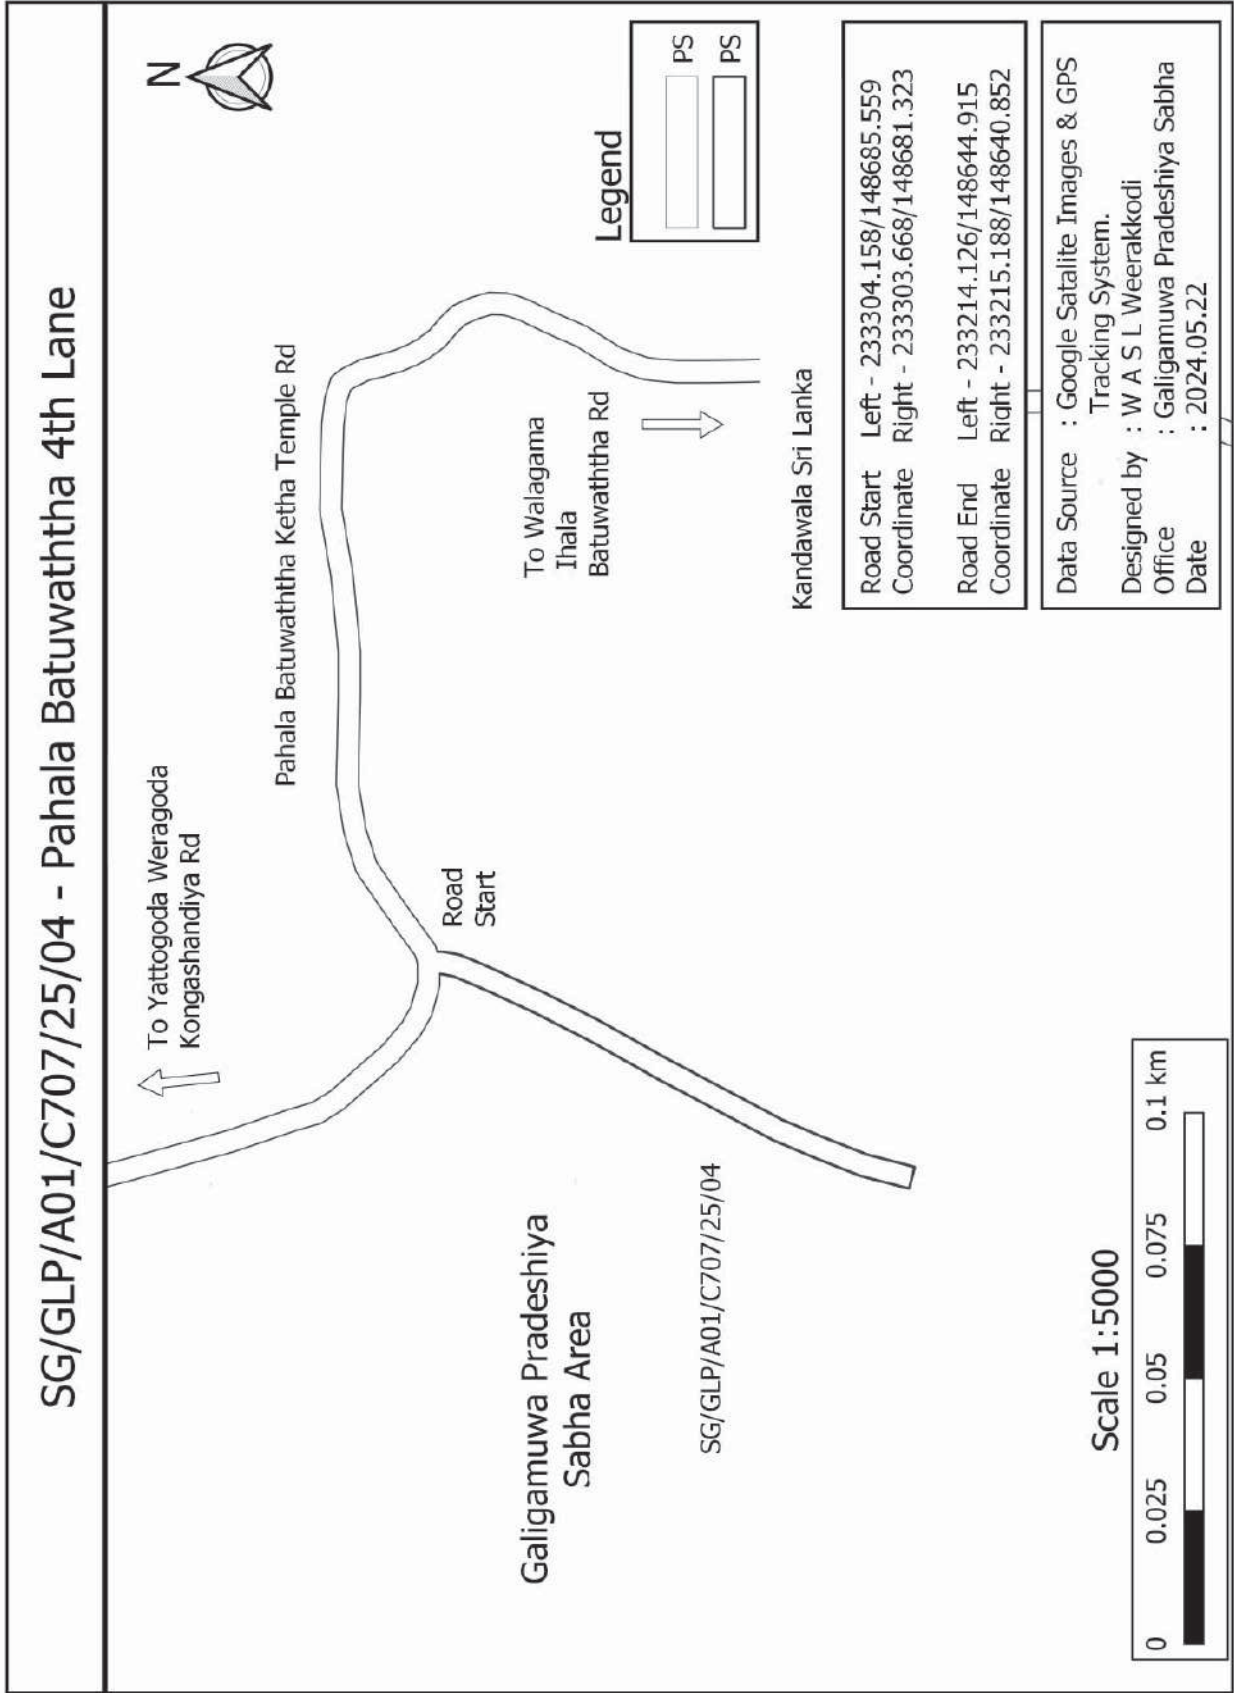 SG/GLP/A01/C707/25/04 - Pahala Batuwaththa 4th Lane
N
To Yattogoda Weragoda
Kongashandiya Rd
Pahala Batuwaththa Ketha Temple Rd
Road
Start
To Walagama
Ihala
Batuwaththa Rd
Galigamuwa Pradeshiya
Sabha Area
SG/GLP/A01/C707/25/04
Legend
PS
PS
Kandawala Sri Lanka
Road Start Left - 233304.158/148685.559
Coordinate Right - 233303.668/148681.323
Road End Left - 233214.126/148644.915
Coordinate Right - 233215.188/148640.852
Data Source : Google Satalite Images & GPS
Tracking System.
Designed by : W A S L Weerakkodi
Office : Galigamuwa Pradeshiya Sabha
Date : 2024.05.22
Scale 1:5000
0 0.025 0.05 0.075 0.1 km